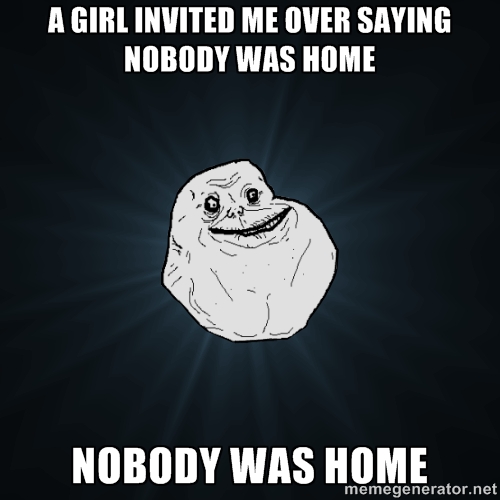 A GIRL INVITED ME OVER SAYING
NOBODY WAS HOME
NOBODY WAS HOME
memegenerator.net